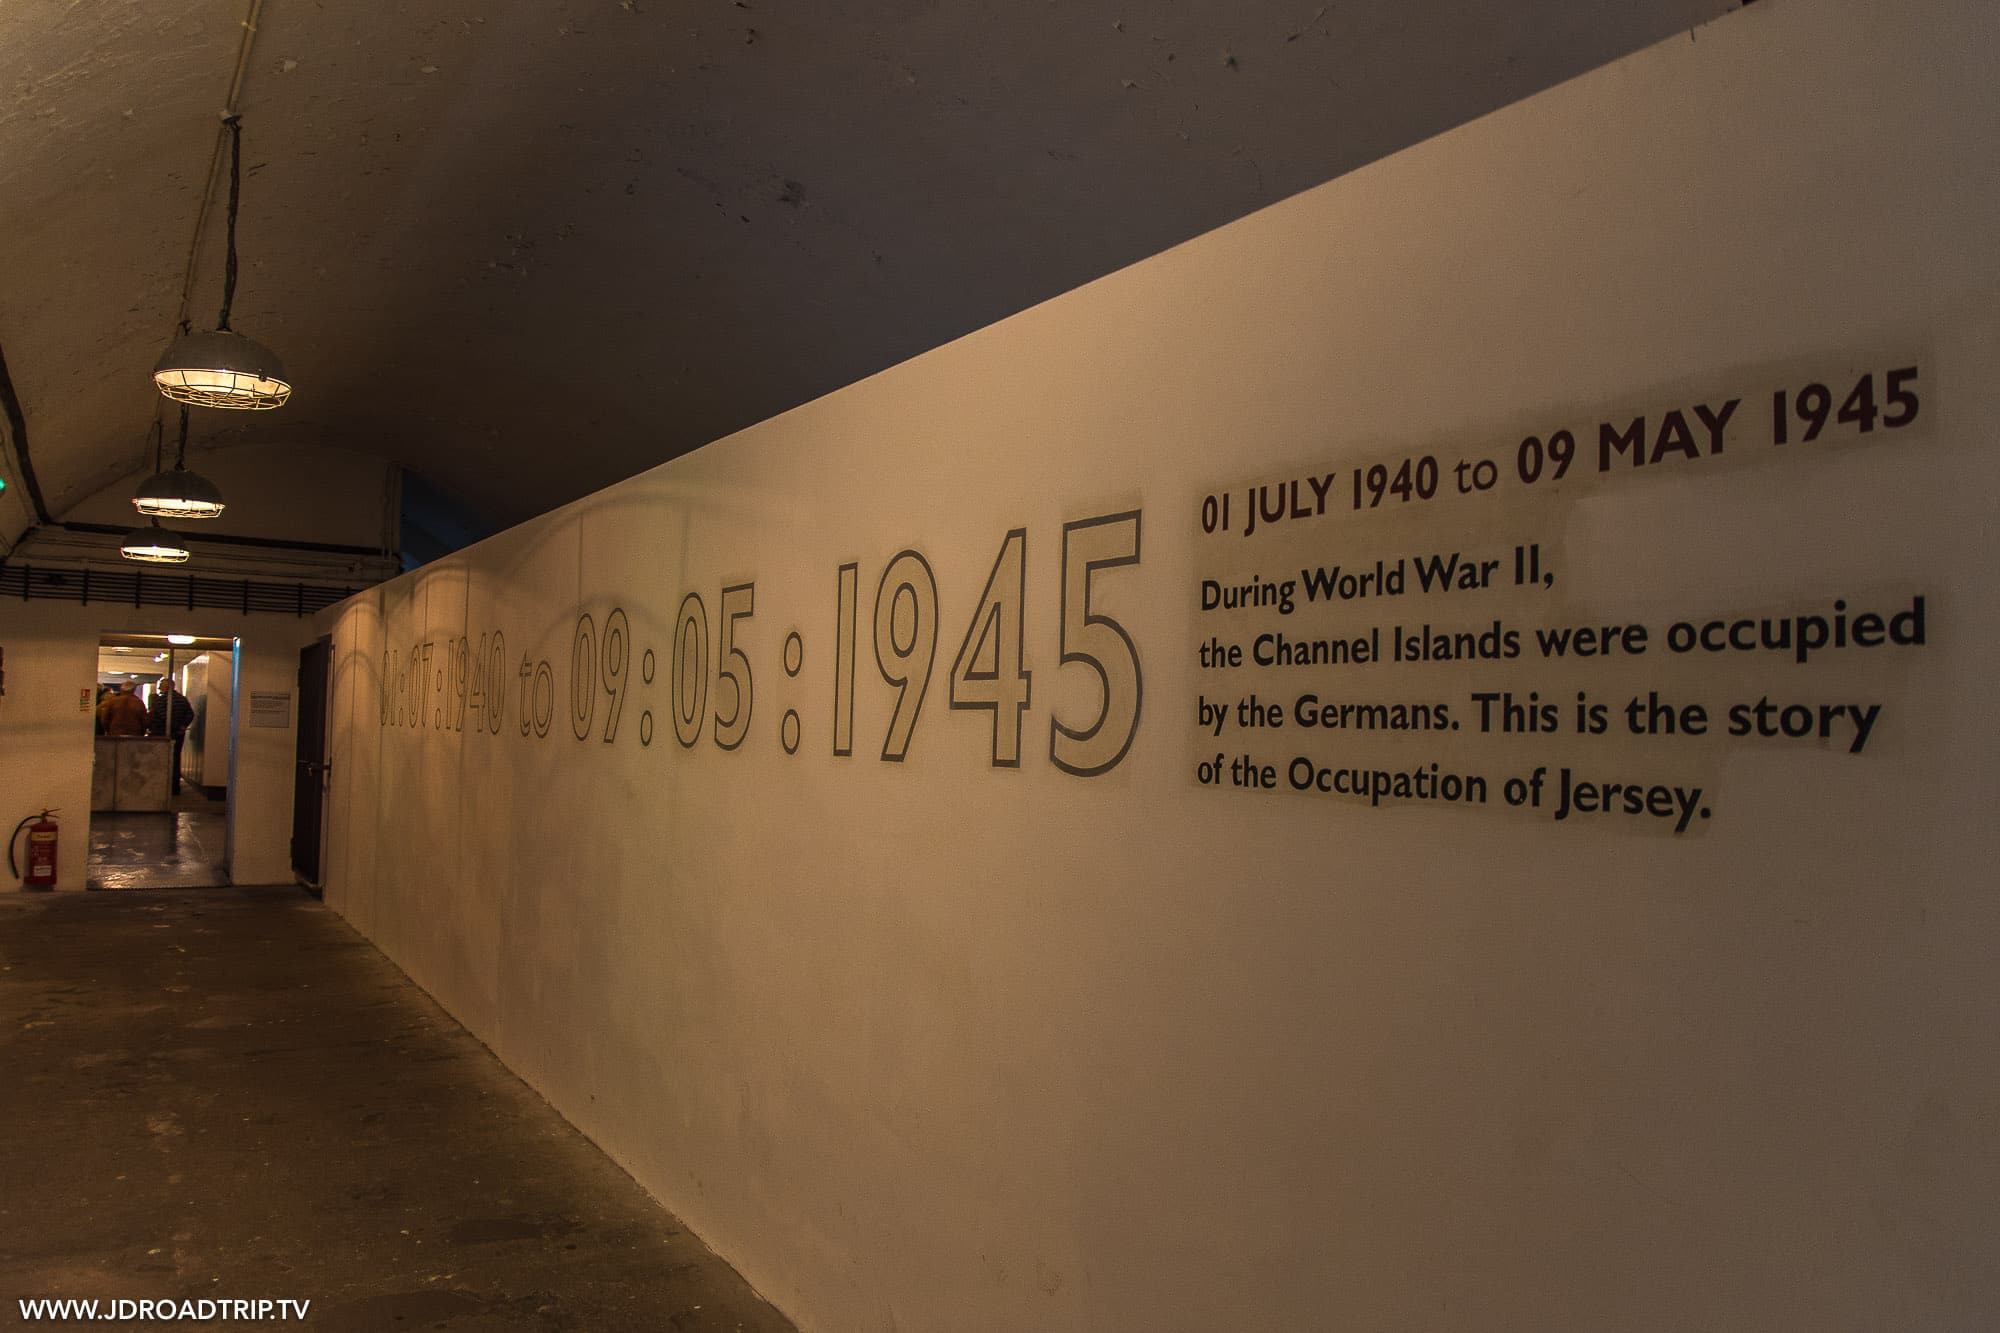 01:07:1940 to 09:05:1945
01 JULY 1940 to 09 MAY 1945
During World War II,
the Channel Islands were occupied
by the Germans. This is the story
of the Occupation of Jersey.
WWW.JDROADTRIP.TV